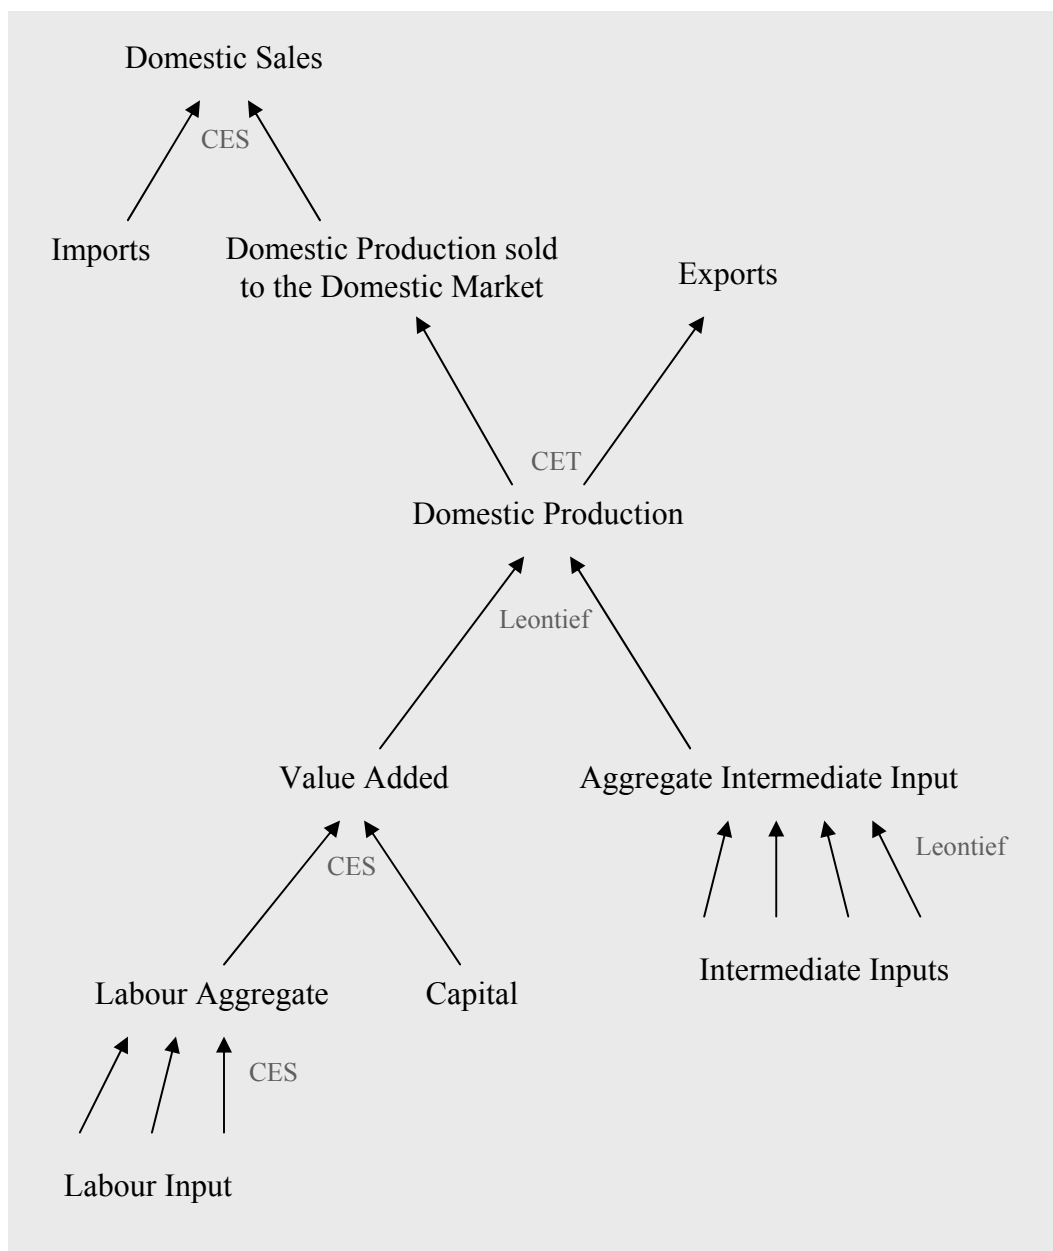 Domestic Sales
CES
Imports
Domestic Production sold
to the Domestic Market
Exports
CET
Domestic Production
Leontief
Value Added
Aggregate Intermediate Input
CES
Leontief
Labour Aggregate
Capital
Intermediate Inputs
CES
Labour Input